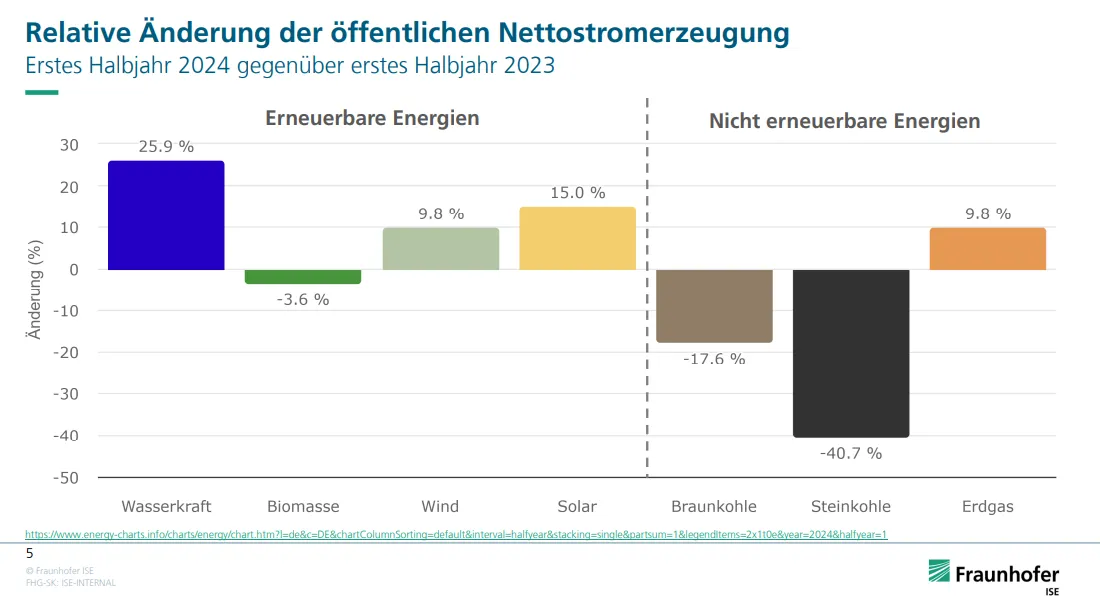 Relative Änderung der öffentlichen Nettostromerzeugung
Erstes Halbjahr 2024 gegenüber erstes Halbjahr 2023
Erneuerbare Energien
Nicht erneuerbare Energien
Änderung (%)
30
20
10
0
-10
-20
-30
-40
-50
25.9 %
-3.6 %
9.8 %
15.0 %
-17.6 %
-40.7 %
9.8 %
Wasserkraft
Biomasse
Wind
Solar
Braunkohle
Steinkohle
Erdgas
https://www.energy-charts.info/charts/energy/chart.htm?l=de&c=DE&chartColumnSorting=default&interval=halfyear&stacking=single&partsum=1&legendItems=2x1t0e&year=2024&halfyear=1
5
© Fraunhofer ISE
FHG-SK: ISE-INTERNAL
Fraunhofer
ISE